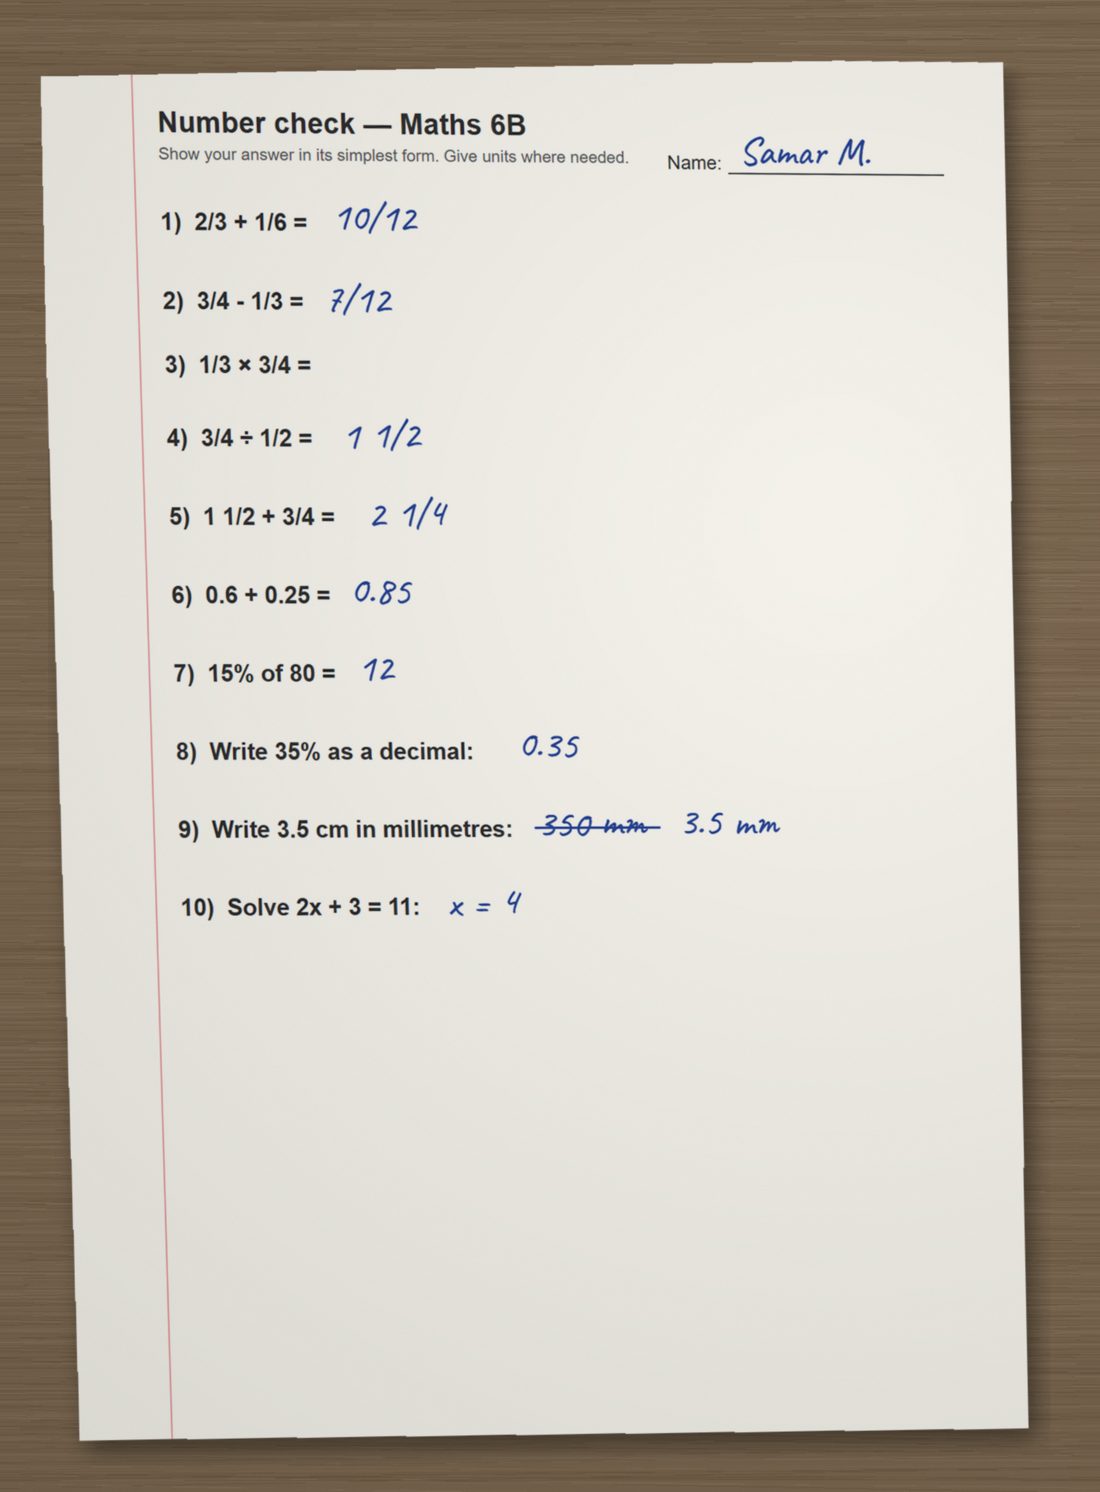 Number check — Maths 6B
Show your answer in its simplest form. Give units where needed.
Name: Samar M.
1) 2/3 + 1/6 = 10/12
2) 3/4 - 1/3 = 7/12
3) 1/3 × 3/4 =
4) 3/4 ÷ 1/2 = 1 1/2
5) 1 1/2 + 3/4 = 2 1/4
6) 0.6 + 0.25 = 0.85
7) 15% of 80 = 12
8) Write 35% as a decimal: 0.35
9) Write 3.5 cm in millimetres: 350 mm 3.5 mm
10) Solve 2x + 3 = 11: x = 4